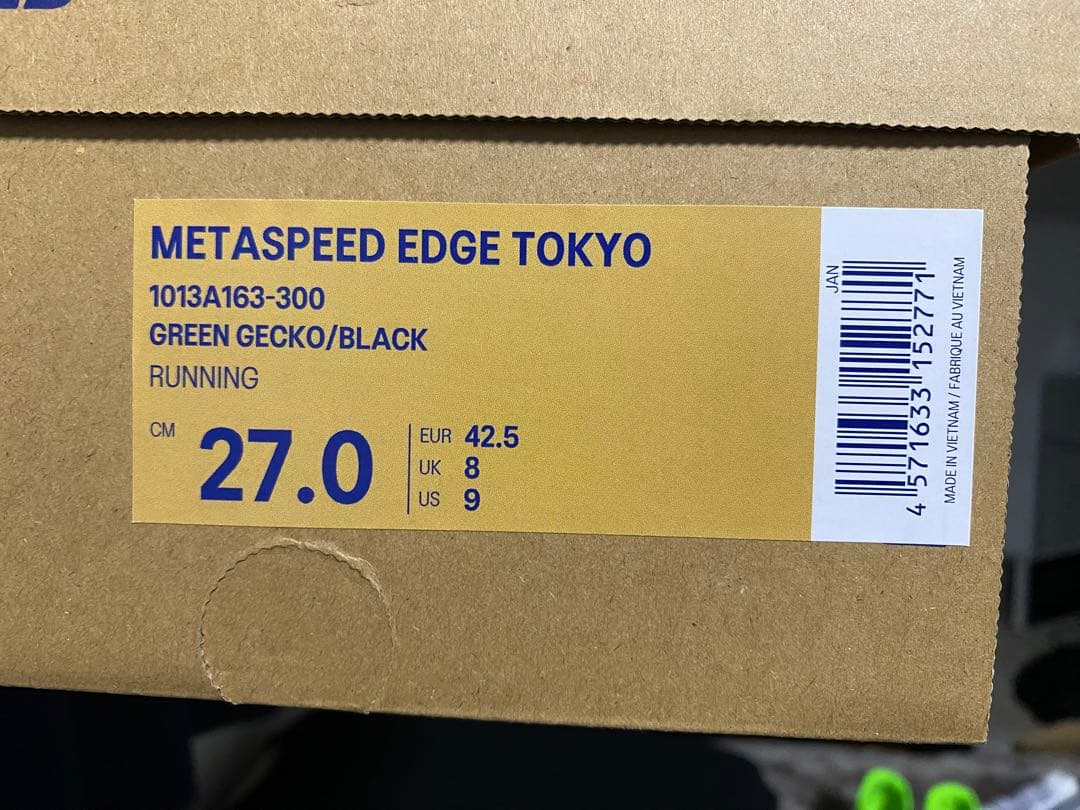 METASPEED EDGE TOKYO
1013A163-300
GREEN GECKO/BLACK
RUNNING
CM 27.0
EUR 42.5
UK 8
US 9
JAN
4 571633 152771
MADE IN VIETNAM / FABRIQUE AU VIETNAM